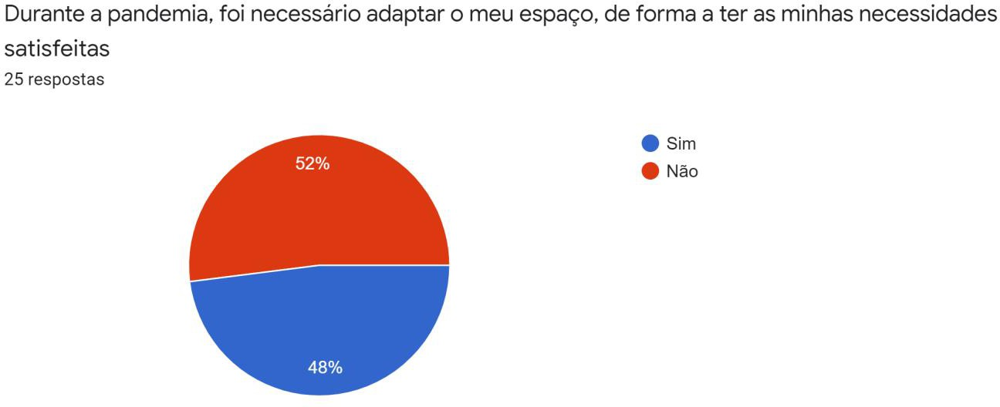 Durante a pandemia, foi necessário adaptar o meu espaço, de forma a ter as minhas necessidades
satisfeitas
25 respostas
Sim
Não
52%
48%